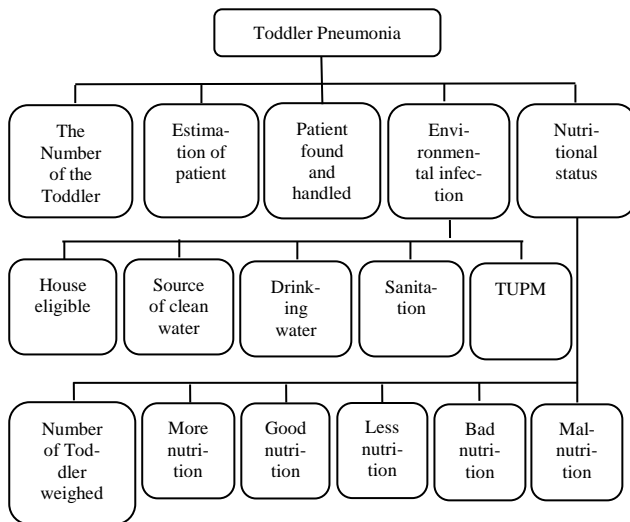 Toddler Pneumonia
The
Number
of the
Toddler
Estima-
tion of
patient
Patient
found
and
handled
Envi-
ronmen-
tal infec-
tion
Nutri-
tional
status
House
eligible
Source
of clean
water
Drink-
ing
water
Sanita-
tion
TUPM
Number
of Tod-
dler
weighed
More
nutri-
tion
Good
nutri-
tion
Less
nutri-
tion
Bad
nutri-
tion
Mal-
nutri-
tion